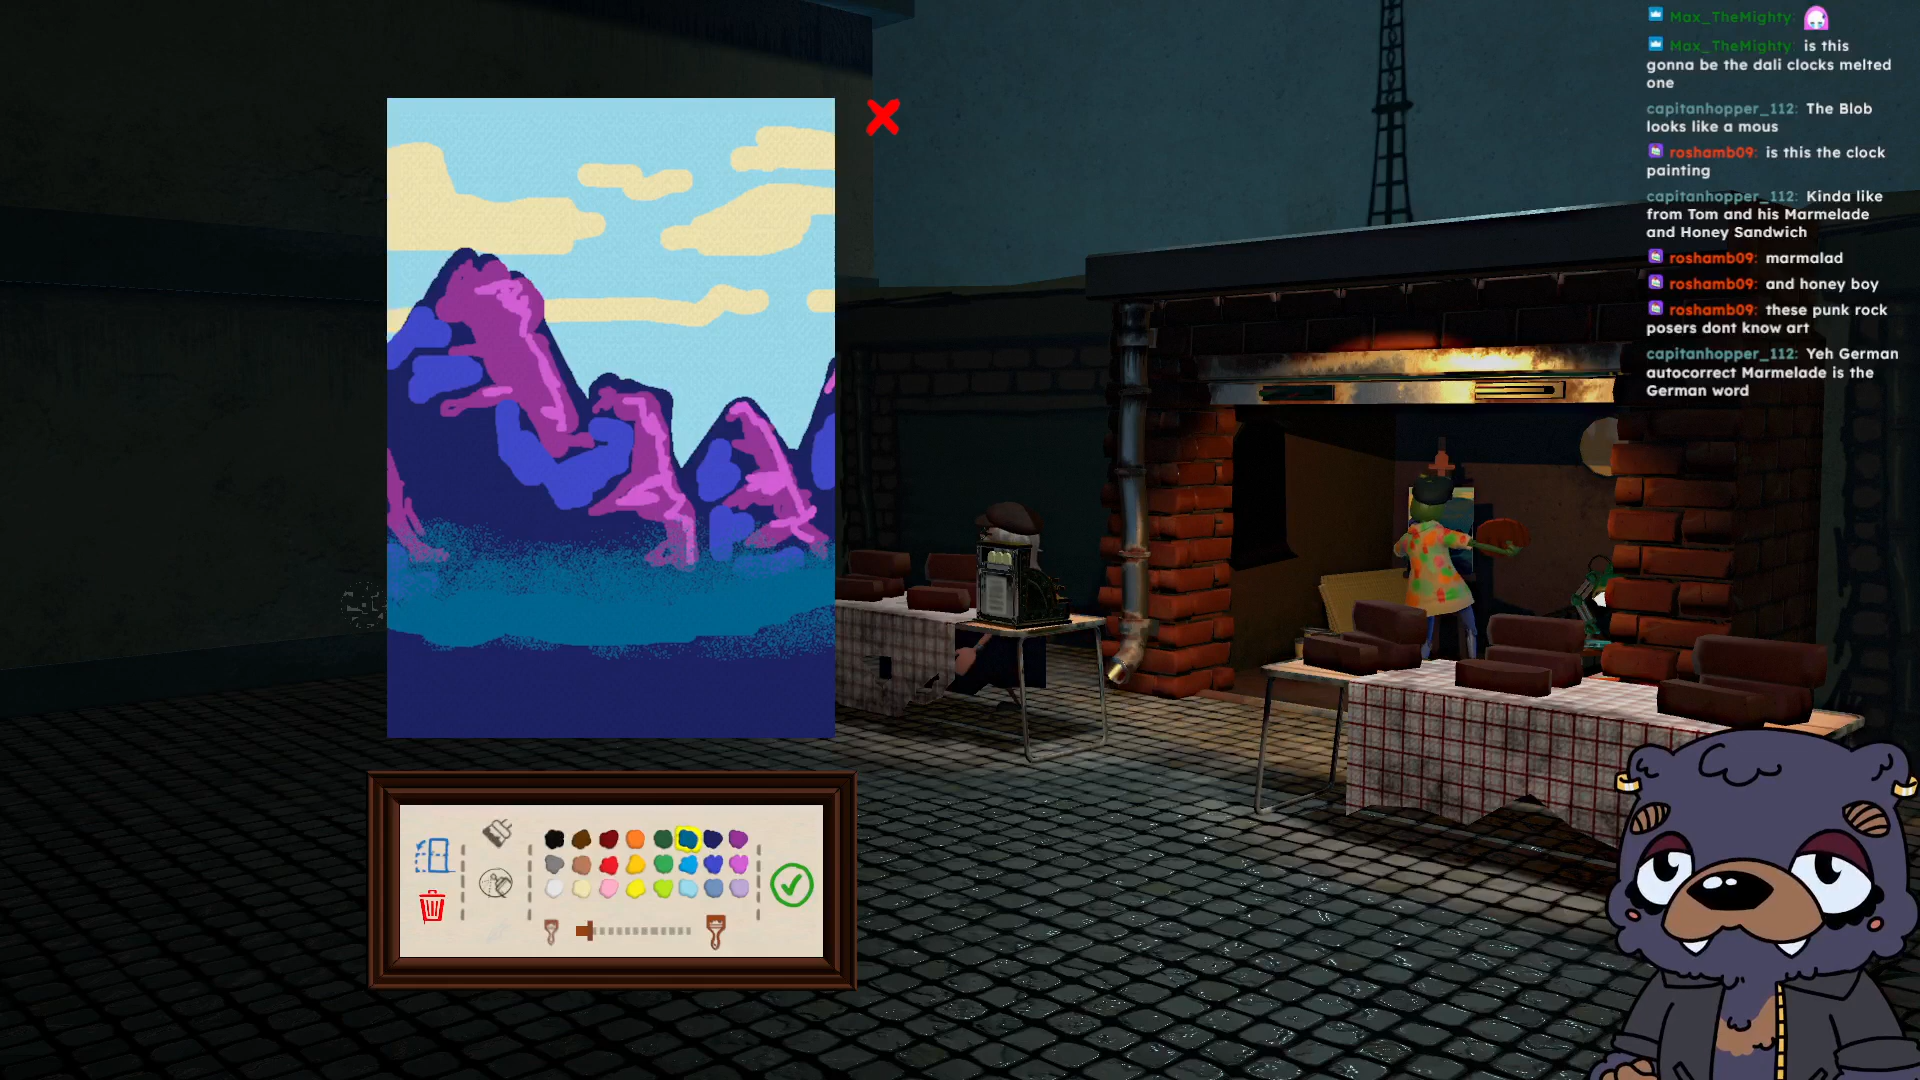 Max_TheMighty:
Max_TheMighty: is this
gonna be the dali clocks melted
one
capitanhopper_112: The Blob
looks like a mous
roshamb09: is this the clock
painting
capitanhopper_112: Kinda like
from Tom and his Marmelade
and Honey Sandwich
roshamb09: marmalad
roshamb09: and honey boy
roshamb09: these punk rock
posers dont know art
capitanhopper_112: Yeh German
autocorrect Marmelade is the
German word